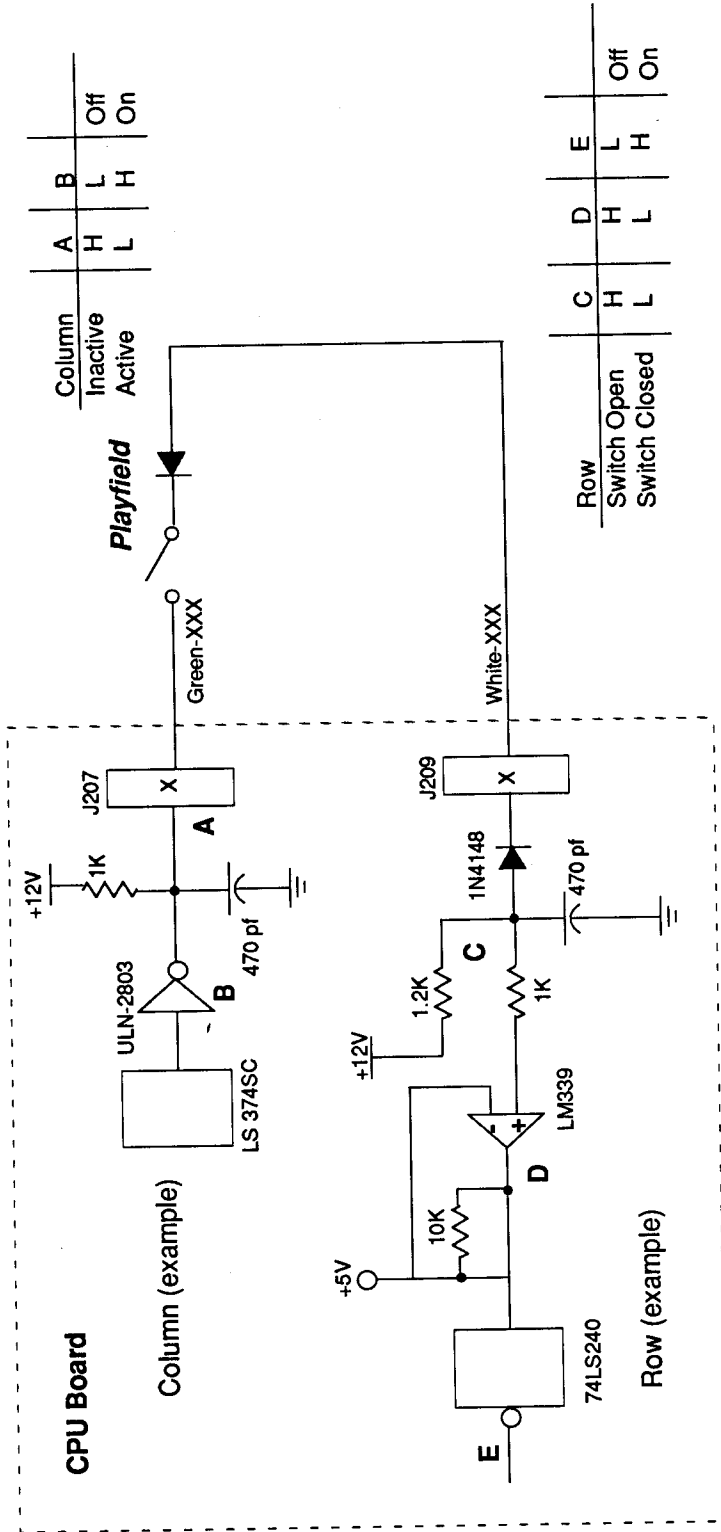 CPU Board
Column (example)
LS 374SC
ULN-2803
B
+12V
1K
470 pf
A
J207
X
Green-XXX
Playfield
White-XXX
J209
X
1N4148
470 pf
C
1.2K
1K
+12V
LM339
-
+
D
10K
+5V
74LS240
E
Row (example)
Column A B
Inactive H L Off
Active L H On
Row C D E
Switch Open H H L Off
Switch Closed L L H On